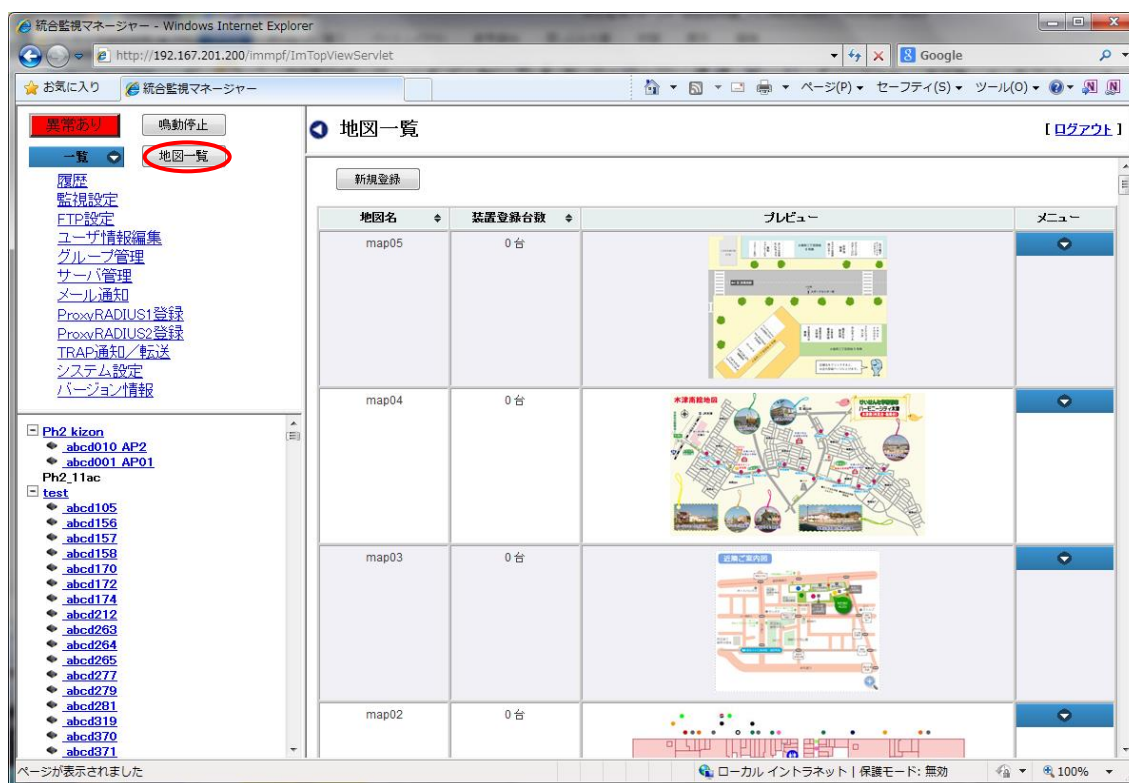 統合監視マネージャー - Windows Internet Explorer
http://192.167.201.200/immpf/ImTopViewServlet
Google
お気に入り
統合監視マネージャー
ページ(P)
セーフティ(S)
ツール(O)
異常あり
鳴動停止
一覧
地図一覧
履歴
監視設定
FTP設定
ユーザ情報編集
グループ管理
サーバ管理
メール通知
ProxyRADIUS1登録
ProxyRADIUS2登録
TRAP通知／転送
システム設定
バージョン情報
Ph2 kizon
abcd010 AP2
abcd001 AP01
Ph2_11ac
test
abcd105
abcd156
abcd157
abcd158
abcd170
abcd172
abcd174
abcd212
abcd263
abcd264
abcd265
abcd277
abcd279
abcd281
abcd319
abcd370
abcd371
地図一覧
[ ログアウト ]
新規登録
地図名 装置登録台数 プレビュー メニュー
map05 0 台
map04 0 台
木津南館地図
map03 0 台
近隣ご案内図
map02 0 台
ページが表示されました
ローカル イントラネット | 保護モード: 無効
100%